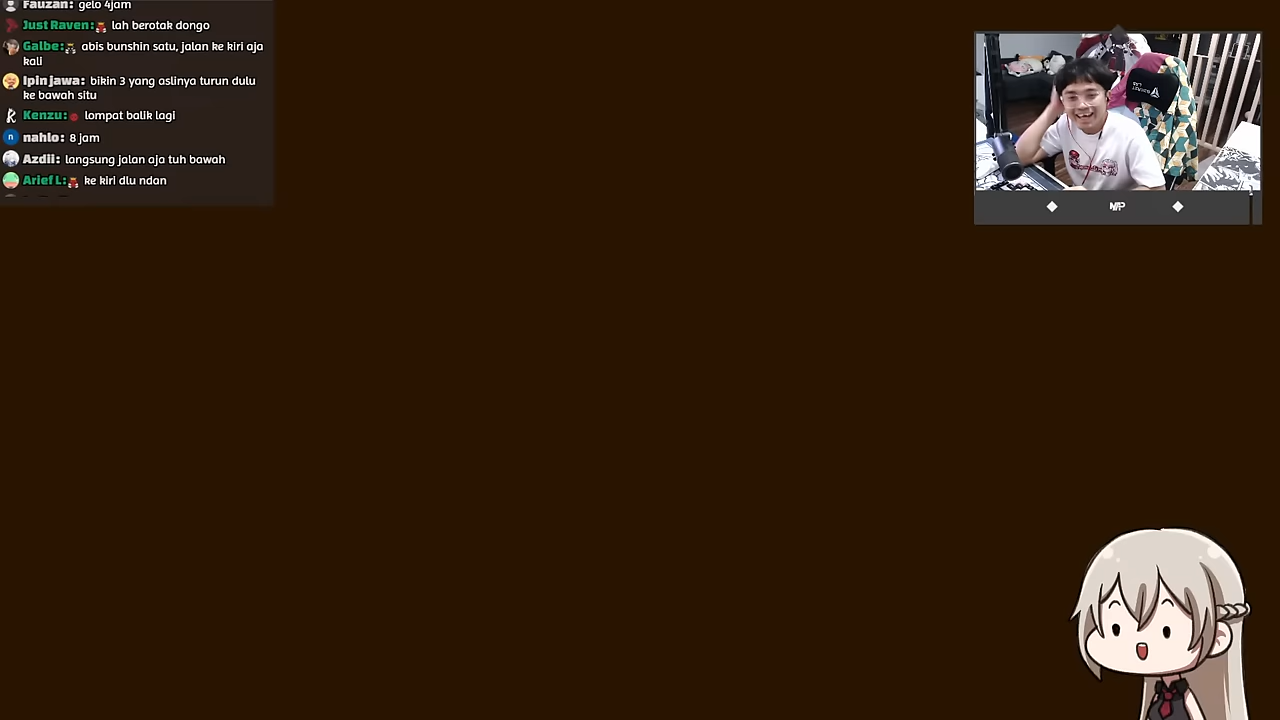 Fauzan: gelo 4jam
Just Raven: lah berotak dongo
Galbe: abis bunshin satu, jalan ke kiri aja
kali
Ipin jawa: bikin 3 yang aslinya turun dulu
ke bawah situ
Kenzu: lompat balik lagi
nahlo: 8 jam
Azdii: langsung jalan aja tuh bawah
Arief L: ke kiri dlu ndan